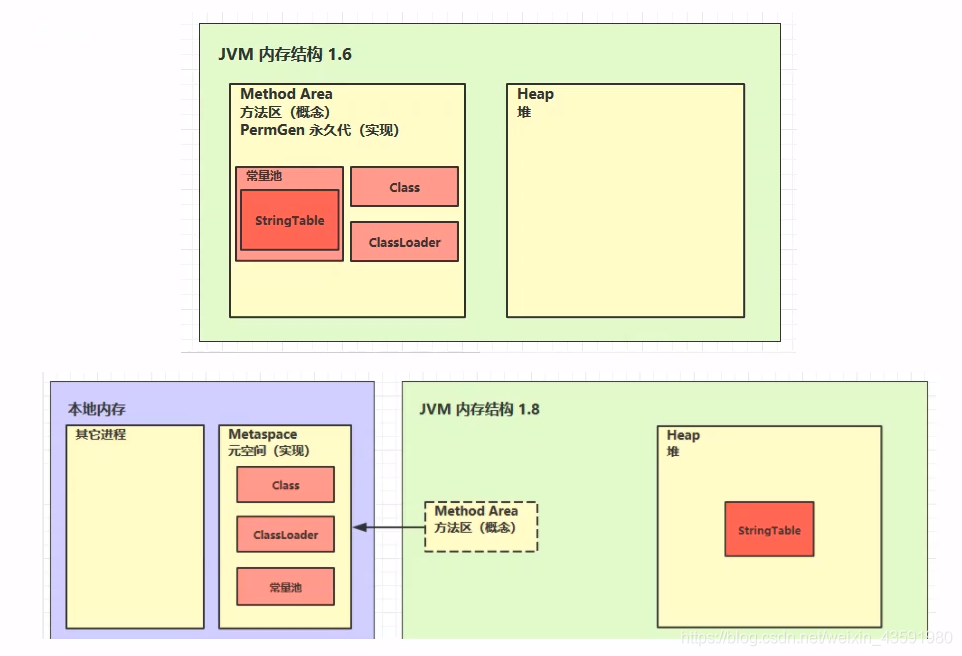 JVM 内存结构 1.6
Method Area
方法区（概念）
PermGen 永久代（实现）
常量池
StringTable
Class
ClassLoader
Heap
堆
本地内存
其它进程
Metaspace
元空间（实现）
Class
ClassLoader
常量池
JVM 内存结构 1.8
Method Area
方法区（概念）
Heap
堆
StringTable
https://blog.csdn.net/weixin_43591980